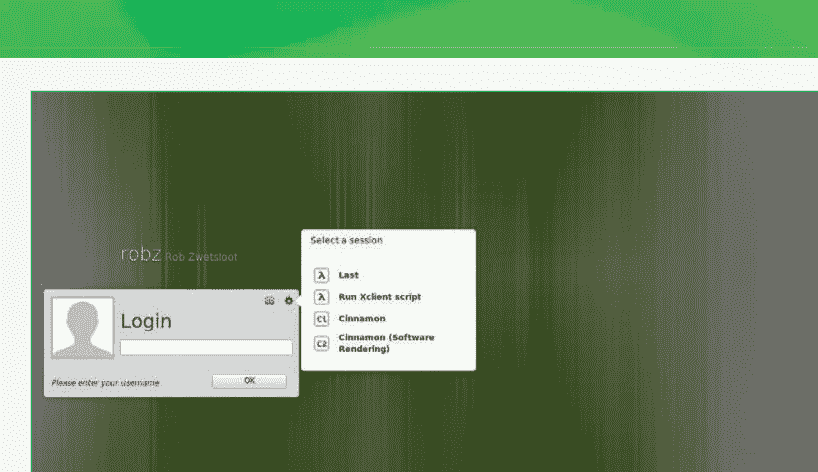 robz Rob Zwetsloot
Select a session
λ Last
λ Run Xclient script
C1 Cinnamon
C2 Cinnamon (Software
Rendering)
Login
Please enter your username
OK